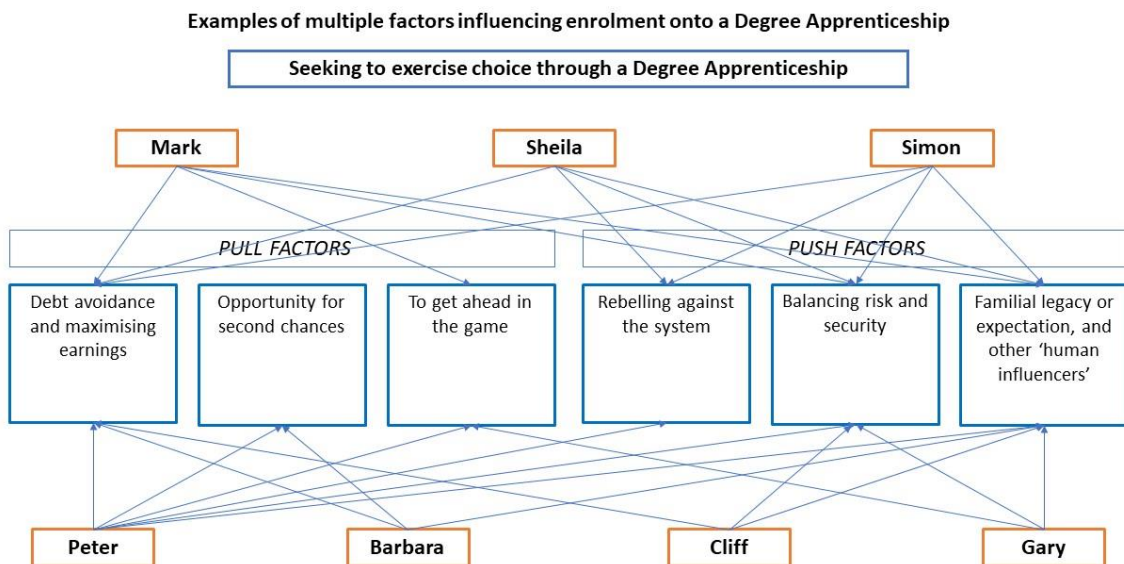 Examples of multiple factors influencing enrolment onto a Degree Apprenticeship
Seeking to exercise choice through a Degree Apprenticeship
Mark
Sheila
Simon
PULL FACTORS
PUSH FACTORS
Debt avoidance
and maximising
earnings
Opportunity for
second chances
To get ahead in
the game
Rebelling against
the system
Balancing risk and
security
Familial legacy or
expectation, and
other ‘human
influencers’
Peter
Barbara
Cliff
Gary